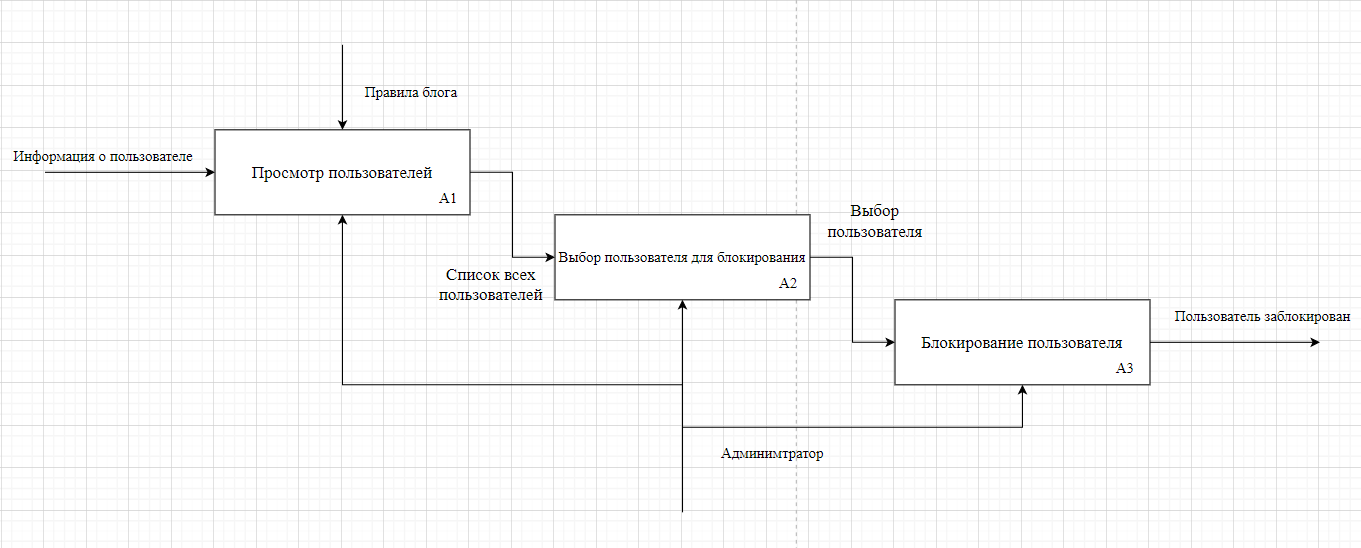 Правила блога
Информация о пользователе
Просмотр пользователей
A1
Выбор
пользователя
Выбор пользователя для блокирования
A2
Список всех
пользователей
Пользователь заблокирован
Блокирование пользователя
A3
Админимтратор